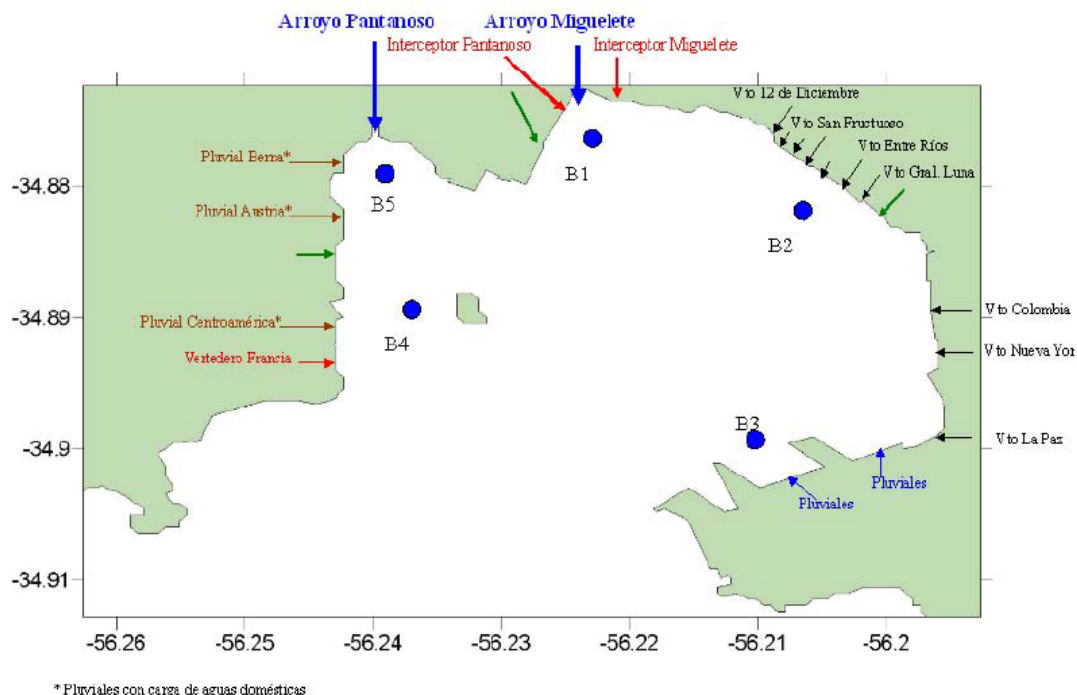 Arroyo Pantanoso
Arroyo Miguelete
Interceptor Pantanoso
Interceptor Miguelete
Vto 12 de Diciembre
Vto San Fructuoso
Vto Entre Ríos
Vto Gral. Luna
Pluvial Berra*
Pluvial Austria*
Pluvial Centroamérica*
Vertedero Francia
B1
B5
B2
B4
B3
Vto Colombia
Vto Nueva Yor
Vto La Paz
Pluviales
Pluviales
-34.88
-34.89
-34.9
-34.91
-56.26
-56.25
-56.24
-56.23
-56.22
-56.21
-56.2
* Pluviales con carga de aguas domésticas